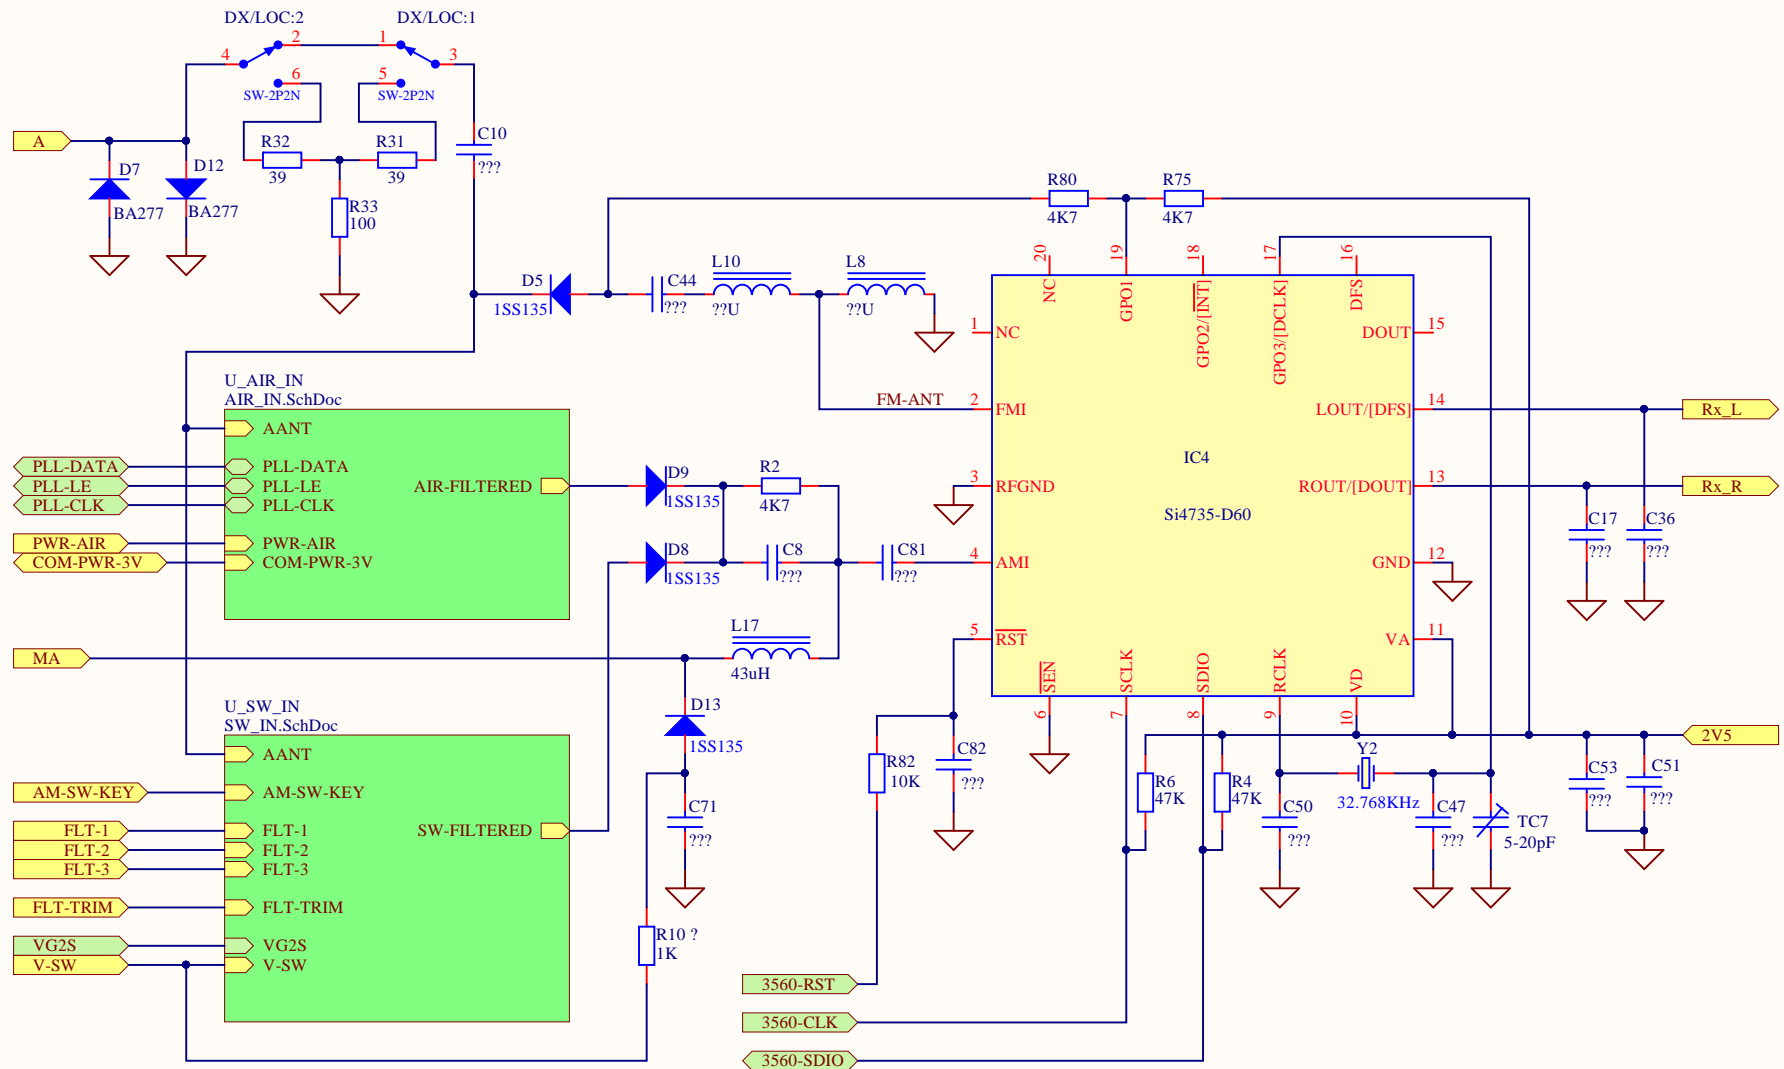 DX/LOC:2 DX/LOC:1
4 2 1 3
6 5
SW-2P2N SW-2P2N
A
D7
BA277
D12
BA277
R32
39
R31
39
R33
100
C10
???
R80
4K7
R75
4K7
D5
1SS135
C44
???
L10
??U
L8
??U
FM-ANT
20 19 18 17 16
NC GPO1 GPO2/[INT] GPO3/[DCLK] DFS
1 NC
2 FMI
3 RFGND
4 AMI
5 RST
DOUT 15
LOUT/[DFS] 14
ROUT/[DOUT] 13
GND 12
VA 11
IC4
Si4735-D60
SEN SCLK SDIO RCLK VD
6 7 8 9 10
Rx_L
Rx_R
C17
???
C36
???
U_AIR_IN
AIR_IN.SchDoc
AANT
PLL-DATA PLL-DATA
PLL-LE PLL-LE
PLL-CLK PLL-CLK
PWR-AIR PWR-AIR
COM-PWR-3V COM-PWR-3V
AIR-FILTERED
D9
1SS135
R2
4K7
D8
1SS135
C8
???
C81
???
MA
L17
43uH
D13
1SS135
U_SW_IN
SW_IN.SchDoc
AANT
AM-SW-KEY AM-SW-KEY
FLT-1 FLT-1
FLT-2 FLT-2
FLT-3 FLT-3
FLT-TRIM FLT-TRIM
VG2S VG2S
V-SW V-SW
SW-FILTERED
C71
???
R10 ?
1K
R82
10K
C82
???
R6
47K
R4
47K
C50
???
Y2
32.768KHz
C47
???
TC7
5-20pF
C53
???
C51
???
2V5
3560-RST
3560-CLK
3560-SDIO